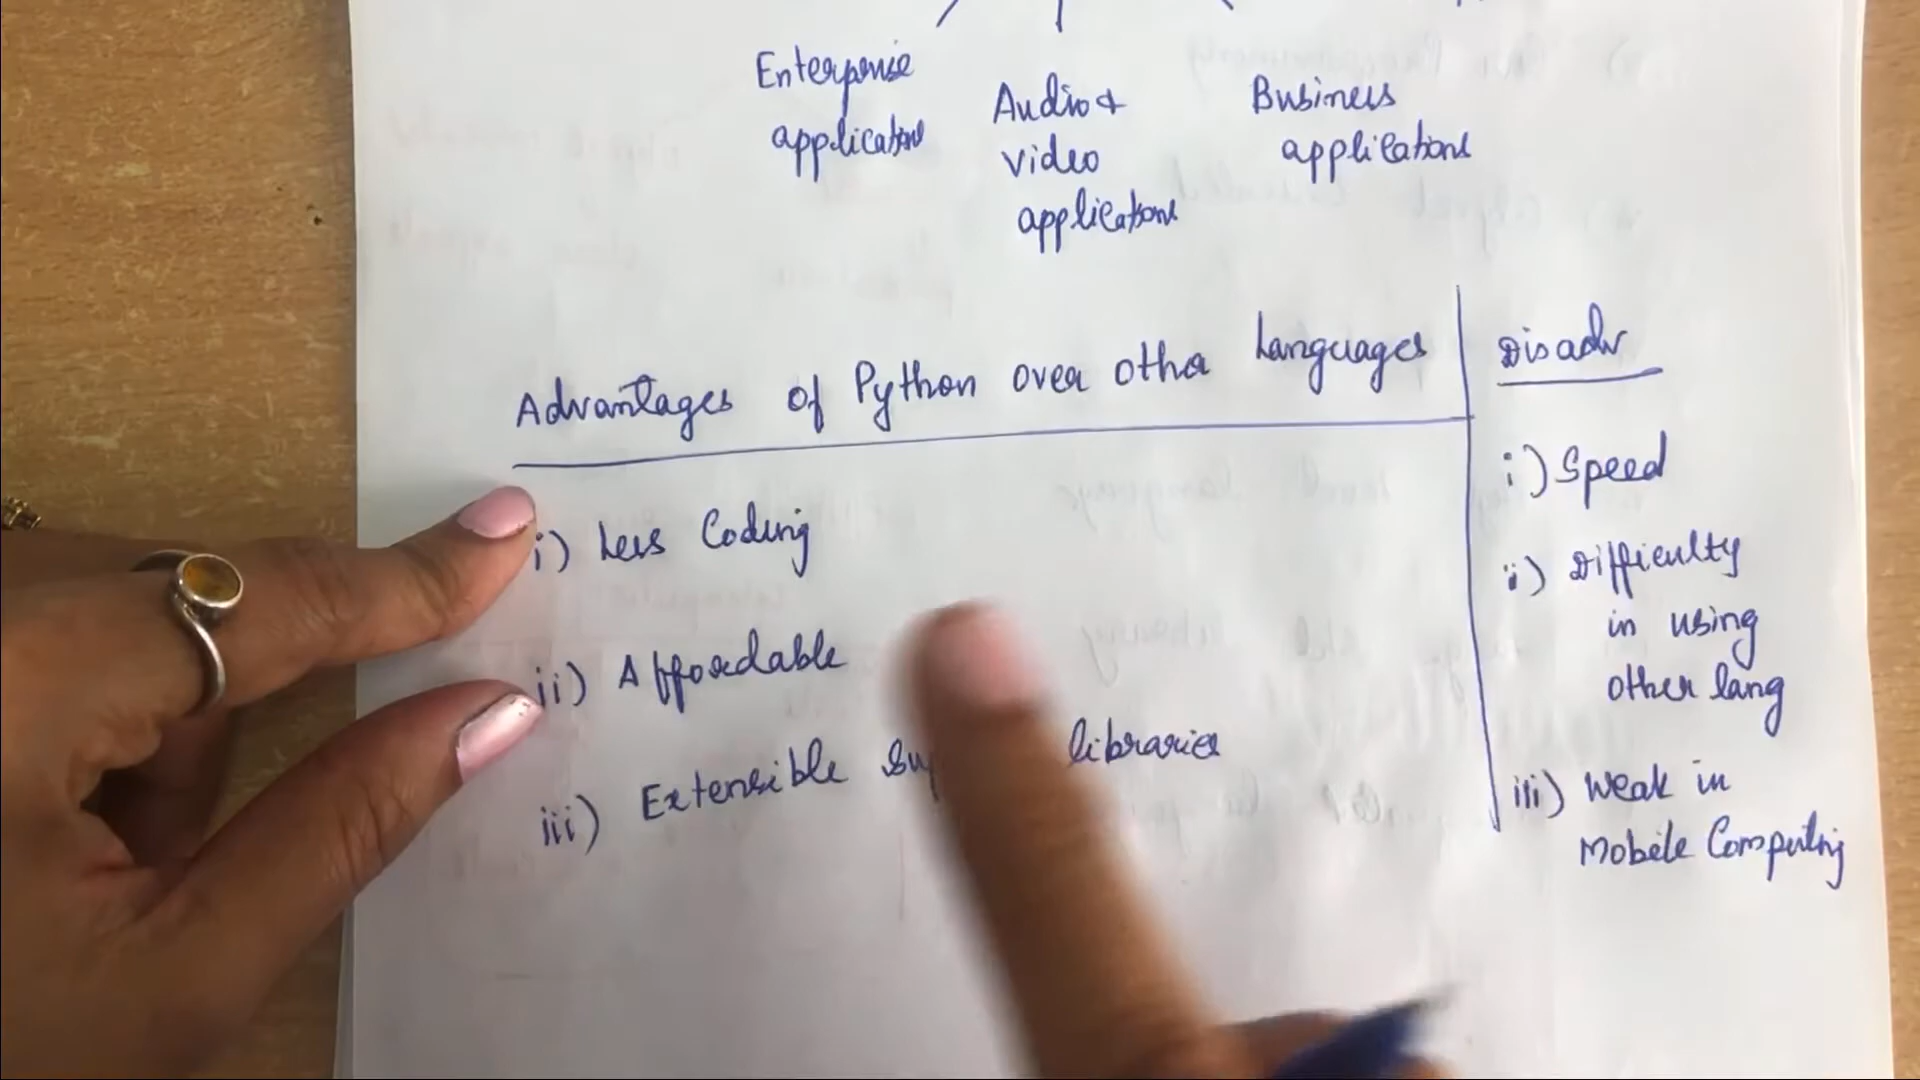 Enterprise
applications
Audio &
video
applications
Business
applications
Advantages of Python over other languages
i) Less Coding
ii) Affordable
iii) Extensible libraries
Disadv
i) Speed
ii) Difficulty
in using
other lang
iii) Weak in
Mobile Computing